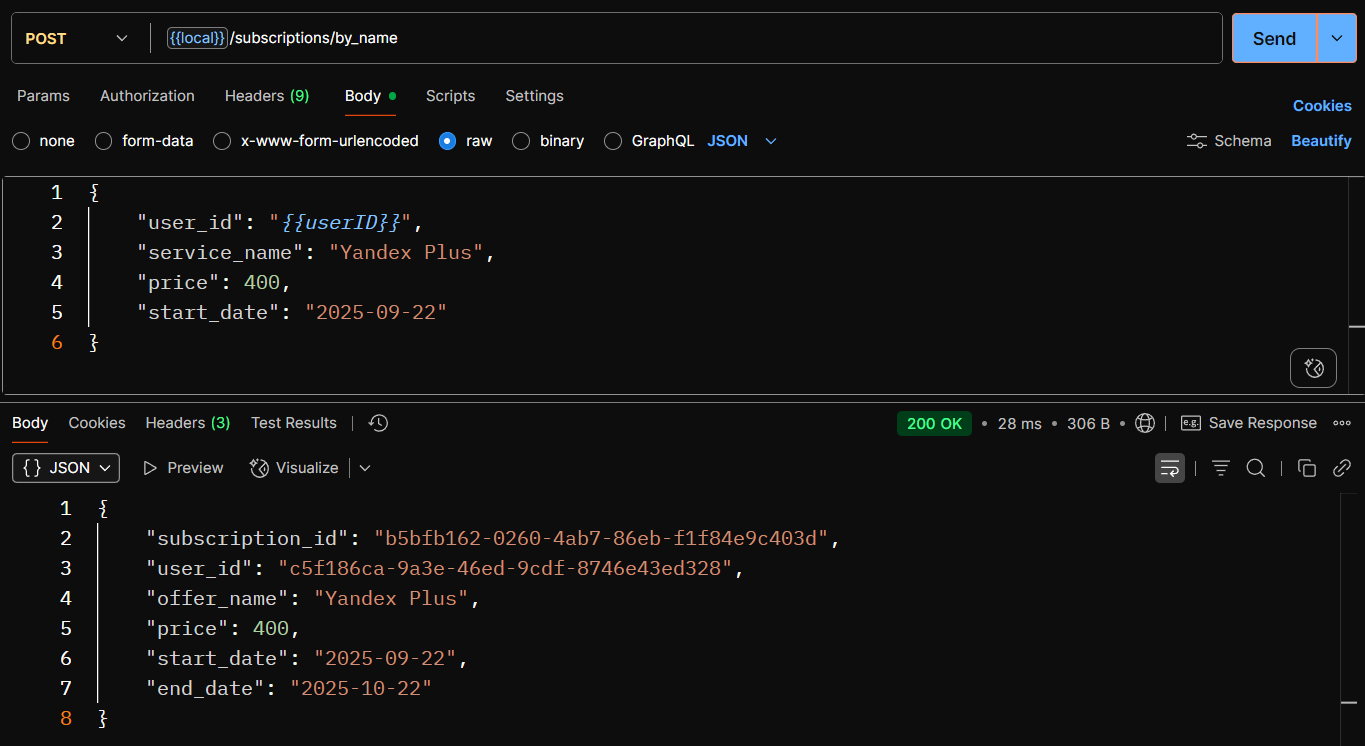 POST {{local}}/subscriptions/by_name Send
Params Authorization Headers (9) Body Scripts Settings Cookies
none form-data x-www-form-urlencoded raw binary GraphQL JSON Schema Beautify
1 {
2 "user_id": "{{userID}}",
3 "service_name": "Yandex Plus",
4 "price": 400,
5 "start_date": "2025-09-22"
6 }
Body Cookies Headers (3) Test Results 200 OK • 28 ms • 306 B • e.g. Save Response
{} JSON Preview Visualize
1 {
2 "subscription_id": "b5bfb162-0260-4ab7-86eb-f1f84e9c403d",
3 "user_id": "c5f186ca-9a3e-46ed-9cdf-8746e43ed328",
4 "offer_name": "Yandex Plus",
5 "price": 400,
6 "start_date": "2025-09-22",
7 "end_date": "2025-10-22"
8 }